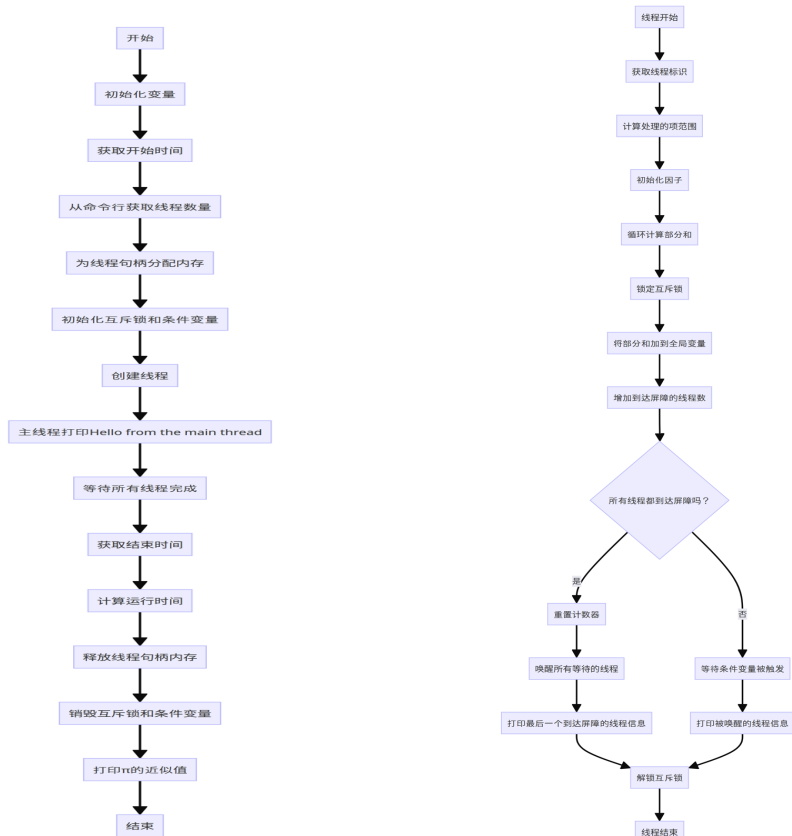 开始
初始化变量
获取开始时间
从命令行获取线程数量
为线程句柄分配内存
初始化互斥锁和条件变量
创建线程
主线程打印Hello from the main thread
等待所有线程完成
获取结束时间
计算运行时间
释放线程句柄内存
销毁互斥锁和条件变量
打印π的近似值
结束
线程开始
获取线程标识
计算处理的项范围
初始化因子
循环计算部分和
锁定互斥锁
将部分和加到全局变量
增加到达屏障的线程数
所有线程都到达屏障吗？
是
否
重置计数器
唤醒所有等待的线程
等待条件变量被触发
打印最后一个到达屏障的线程信息
打印被唤醒的线程信息
解锁互斥锁
线程结束